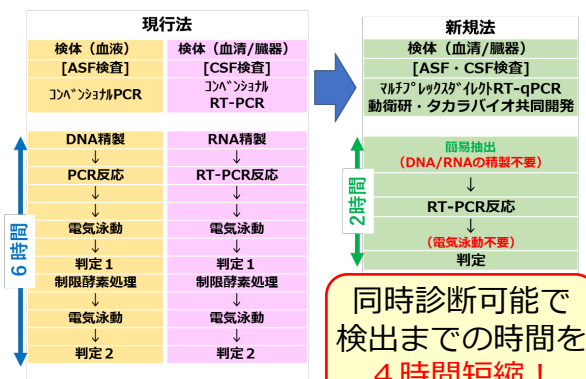 現行法
検体（血液）
[ASF検査]
ｺﾝﾍﾞﾝｼｮﾅﾙPCR
検体（血清/臓器）
[CSF検査]
ｺﾝﾍﾞﾝｼｮﾅﾙ
RT-PCR
6時間
DNA精製
↓
PCR反応
↓
↓
電気泳動
↓
判定１
制限酵素処理
↓
電気泳動
↓
判定２
RNA精製
↓
RT-PCR反応
↓
↓
電気泳動
↓
判定１
制限酵素処理
↓
電気泳動
↓
判定２
新規法
検体（血清/臓器）
[ASF・CSF検査]
ﾏﾙﾁﾌﾟﾚｯｸｽﾀﾞｲﾚｸﾄRT-qPCR
動衛研・タカラバイオ共同開発
2時間
簡易抽出
（DNA/RNAの精製不要）
↓
RT-PCR反応
↓
（電気泳動不要）
判定
同時診断可能で
検出までの時間を
４時間短縮！